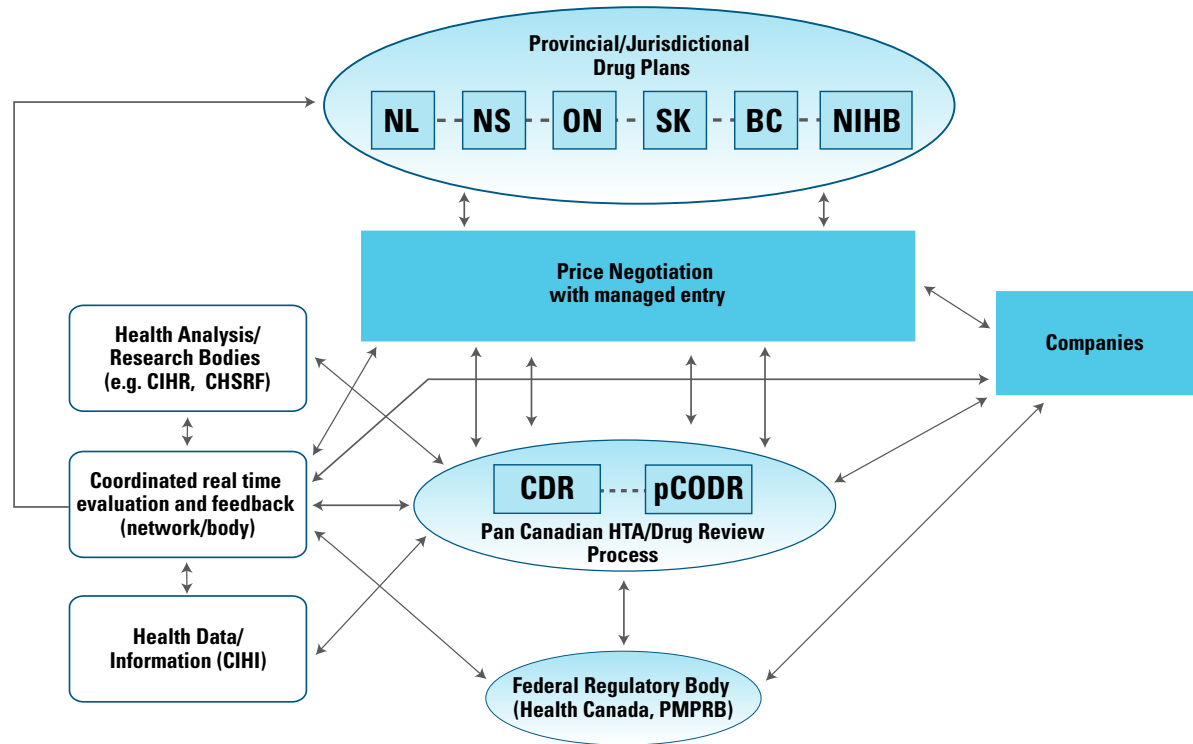 Provincial/Jurisdictional
Drug Plans
NL
NS
ON
SK
BC
NIHB
Price Negotiation
with managed entry
Companies
Health Analysis/
Research Bodies
(e.g. CIHR, CHSRF)
Coordinated real time
evaluation and feedback
(network/body)
CDR
pCODR
Pan Canadian HTA/Drug Review
Process
Health Data/
Information (CIHI)
Federal Regulatory Body
(Health Canada, PMPRB)